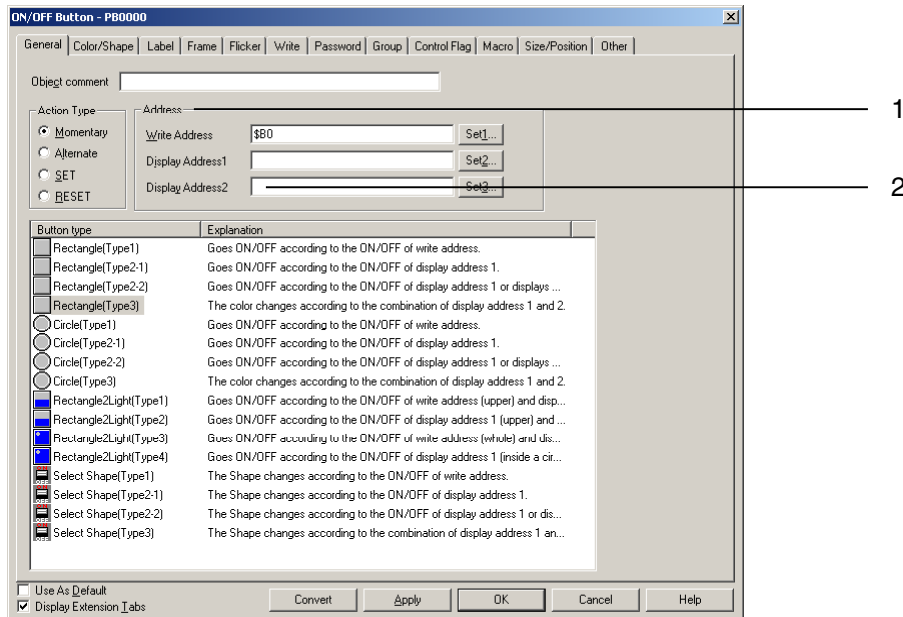 ON/OFF Button - PB0000
General Color/Shape Label Frame Flicker Write Password Group Control Flag Macro Size/Position Other
Object comment
Action Type Address 1
Momentary Write Address $B0 Set1...
Alternate Display Address1 Set2...
SET Display Address2 Set3... 2
RESET
Button type Explanation
Rectangle(Type1) Goes ON/OFF according to the ON/OFF of write address.
Rectangle(Type2-1) Goes ON/OFF according to the ON/OFF of display address 1.
Rectangle(Type2-2) Goes ON/OFF according to the ON/OFF of display address 1 or displays ...
Rectangle(Type3) The color changes according to the combination of display address 1 and 2.
Circle(Type1) Goes ON/OFF according to the ON/OFF of write address.
Circle(Type2-1) Goes ON/OFF according to the ON/OFF of display address 1.
Circle(Type2-2) Goes ON/OFF according to the ON/OFF of display address 1 or displays ...
Circle(Type3) The color changes according to the combination of display address 1 and 2.
Rectangle2Light(Type1) Goes ON/OFF according to the ON/OFF of write address (upper) and disp...
Rectangle2Light(Type2) Goes ON/OFF according to the ON/OFF of display address 1 (upper) and ...
Rectangle2Light(Type3) Goes ON/OFF according to the ON/OFF of write address (whole) and dis...
Rectangle2Light(Type4) Goes ON/OFF according to the ON/OFF of display address 1 (inside a cir...
Select Shape(Type1) The Shape changes according to the ON/OFF of write address.
Select Shape(Type2-1) The Shape changes according to the ON/OFF of display address 1.
Select Shape(Type2-2) The Shape changes according to the ON/OFF of display address 1 or dis...
Select Shape(Type3) The Shape changes according to the combination of display address 1 an...
Use As Default
Display Extension Tabs Convert Apply OK Cancel Help